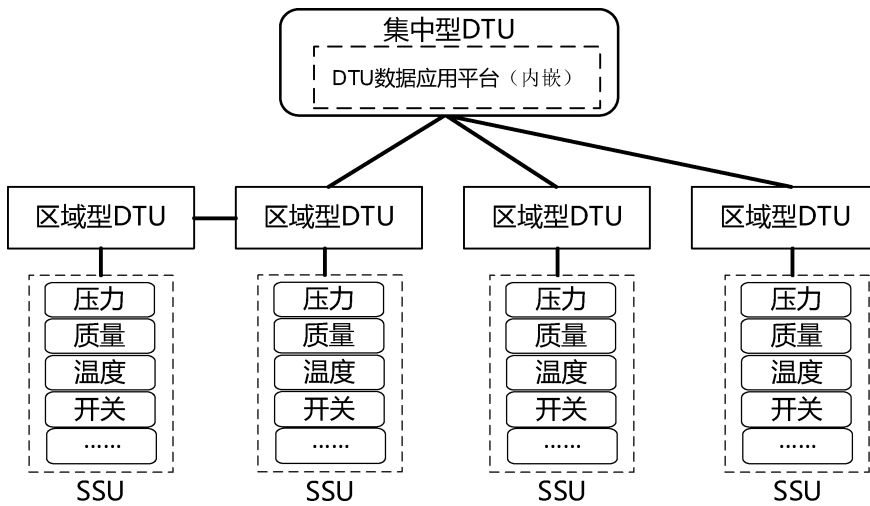 集中型DTU
DTU数据应用平台（内嵌）
区域型DTU
区域型DTU
区域型DTU
区域型DTU
压力
质量
温度
开关
······
SSU
压力
质量
温度
开关
······
SSU
压力
质量
温度
开关
······
SSU
压力
质量
温度
开关
······
SSU